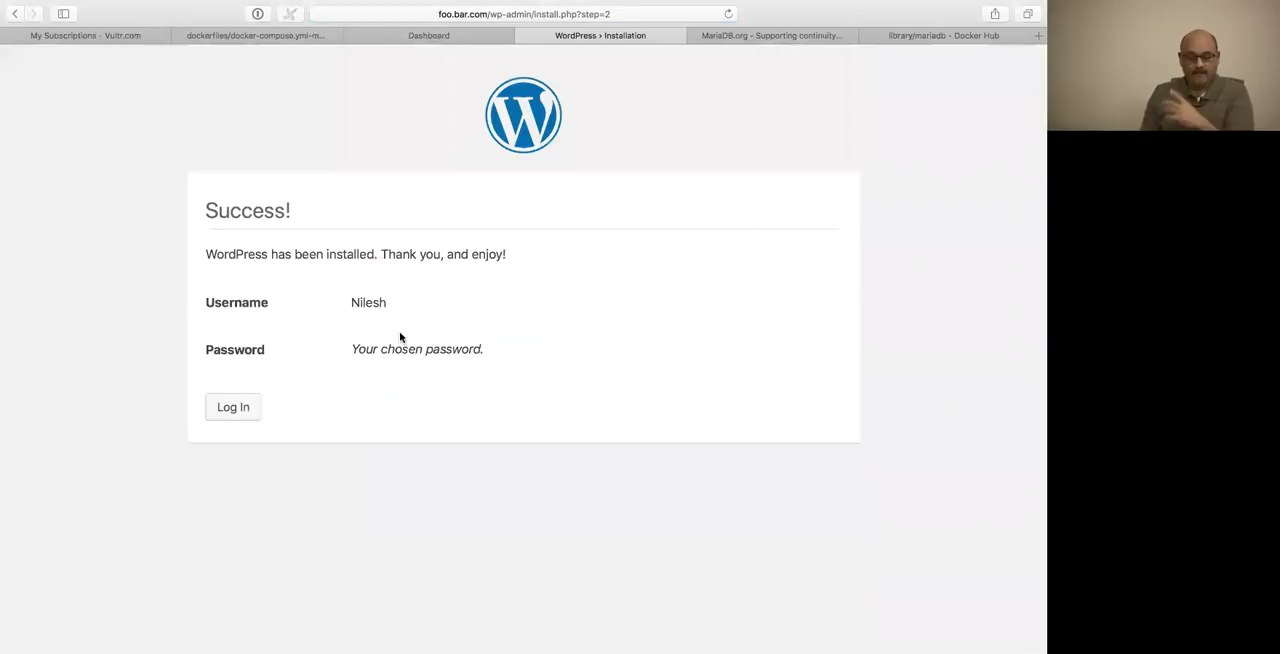 foo.bar.com/wp-admin/install.php?step=2
My Subscriptions - Vultr.com
dockerfiles/docker-compose.yml-m...
Dashboard
WordPress › Installation
MariaDB.org - Supporting continuity...
library/mariadb - Docker Hub
Success!
WordPress has been installed. Thank you, and enjoy!
Username Nilesh
Password Your chosen password.
Log In